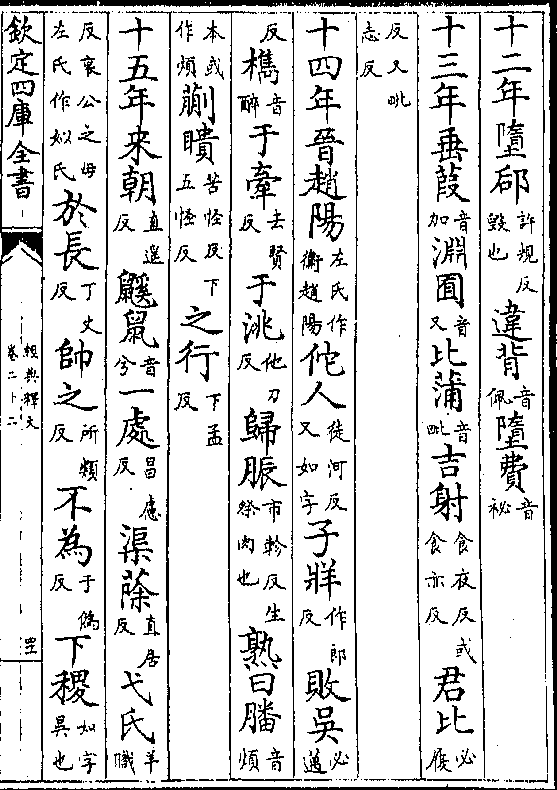 十二年墮郈許規反毀也違背音佩墮費音祕
十三年垂葭音加淵囿音又比蒲音毗吉射食夜反或食亦反君比必履
反又毗志反
十四年晉趙陽左氏作衛趙陽佗人徒河反又如字子牂作郎反敗吳必邁
反檇音醉于牽去賢反于洮他刀反歸脤市軫反生祭肉也熟曰膰音煩
本或作煩蒯聵苦怪反下五怪反之行下孟反
十五年来朝直遥反鼷鼠音兮一處昌慮反渠蒢直居反弋氏羊職
反哀公之母左氏作姒氏於長丁丈反帥之所類反不為于偽反下稷如字昃也
欽定四庫全書
經典釋文
卷二十二